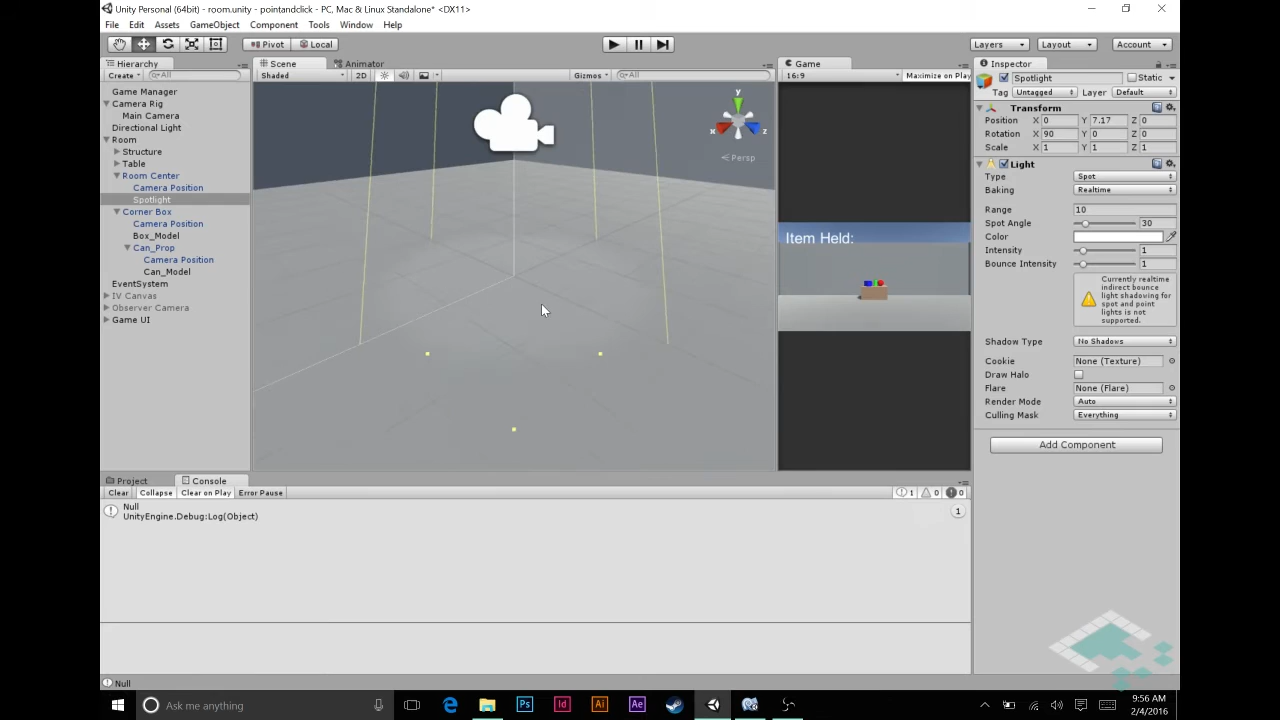 Unity Personal (64bit) - room.unity - pointandclick - PC, Mac & Linux Standalone* <DX11>
File Edit Assets GameObject Component Tools Window Help
Pivot Local Layers Layout Account
Hierarchy
Create All
Game Manager
Camera Rig
Main Camera
Directional Light
Room
Structure
Table
Room Center
Camera Position
Spotlight
Corner Box
Camera Position
Box_Model
Can_Prop
Camera Position
Can_Model
EventSystem
IV Canvas
Observer Camera
Game UI
Scene Animator
Shaded 2D Gizmos All
y
x z
Persp
Game
16:9 Maximize on Play
Item Held:
Inspector
Spotlight Static
Tag Untagged Layer Default
Transform
Position X 0 Y 7.17 Z 0
Rotation X 90 Y 0 Z 0
Scale X 1 Y 1 Z 1
Light
Type Spot
Baking Realtime
Range 10
Spot Angle 30
Color
Intensity 1
Bounce Intensity 1
Currently realtime
indirect bounce
light shadowing for
spot and point
lights is not
supported.
Shadow Type No Shadows
Cookie None (Texture)
Draw Halo
Flare None (Flare)
Render Mode Auto
Culling Mask Everything
Add Component
Project Console
Clear Collapse Clear on Play Error Pause 1 0 0
Null
UnityEngine.Debug:Log(Object) 1
Null
Ask me anything
Ps Id Ai Ae
9:56 AM
2/4/2016